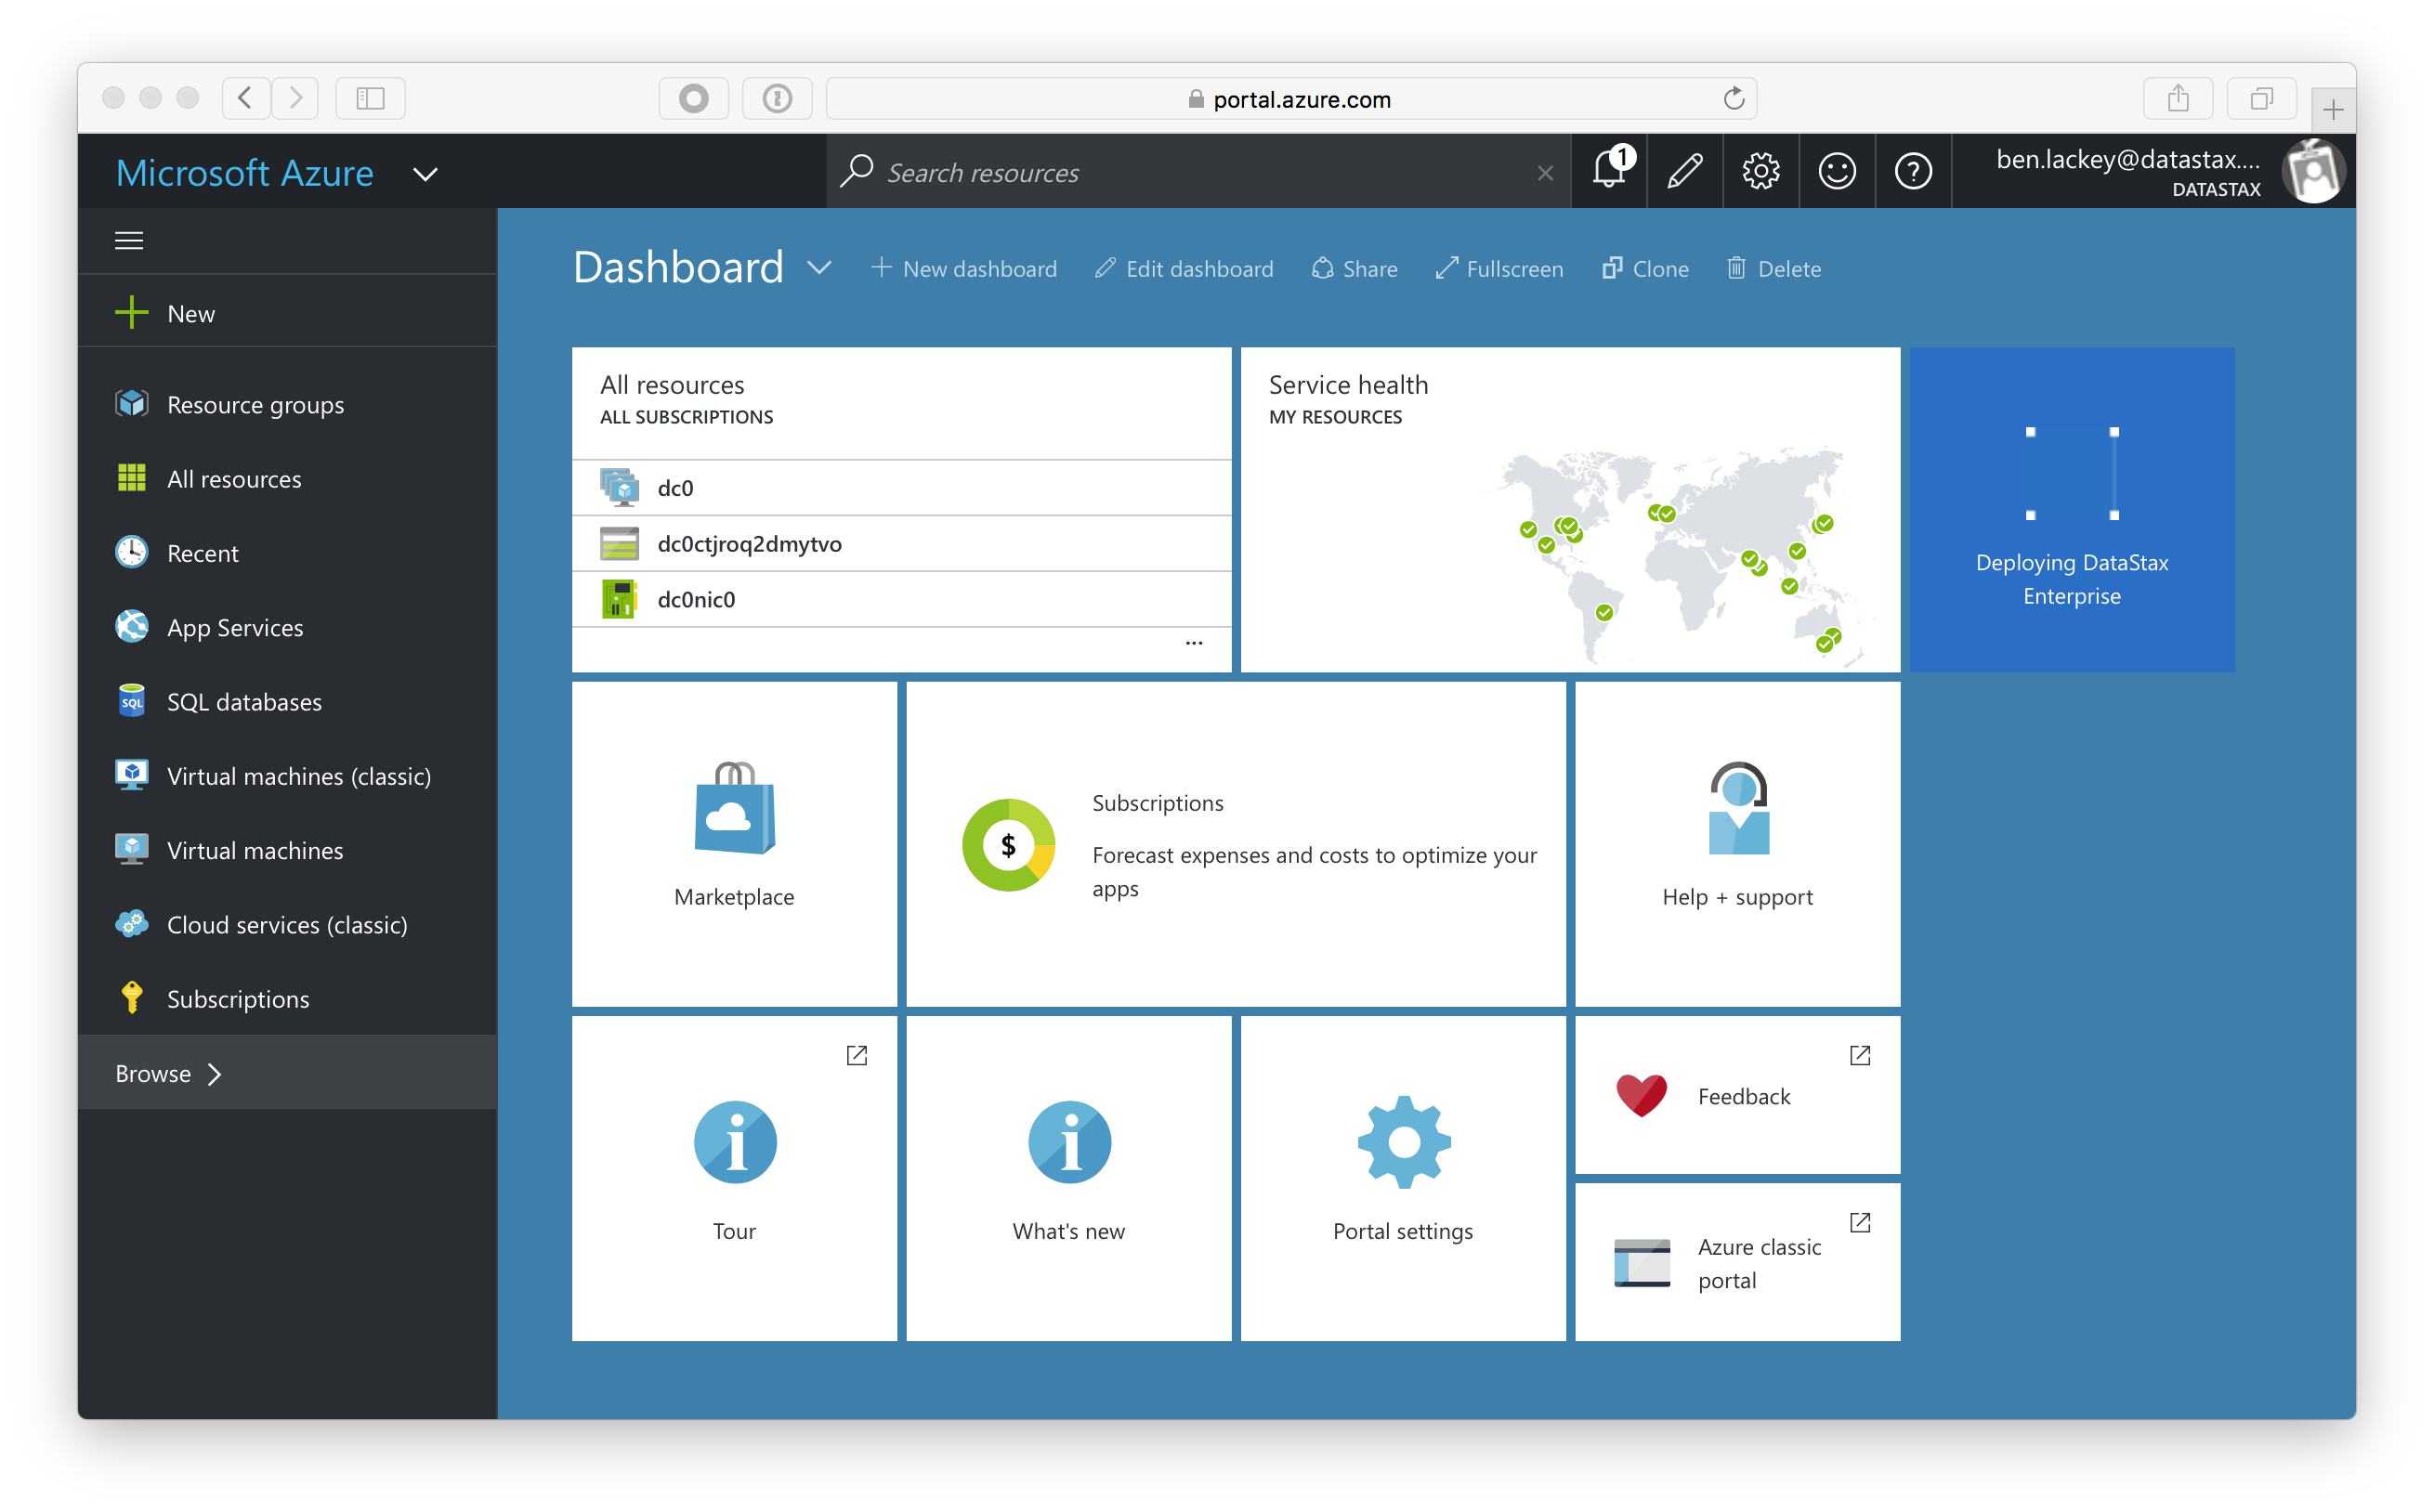 portal.azure.com
Microsoft Azure
Search resources
1
ben.lackey@datastax....
DATASTAX
Dashboard
New dashboard
Edit dashboard
Share
Fullscreen
Clone
Delete
New
Resource groups
All resources
Recent
App Services
SQL
SQL databases
Virtual machines (classic)
Virtual machines
Cloud services (classic)
Subscriptions
Browse
All resources
ALL SUBSCRIPTIONS
dc0
dc0ctjroq2dmytvo
dc0nic0
...
Service health
MY RESOURCES
Deploying DataStax
Enterprise
Marketplace
$
Subscriptions
Forecast expenses and costs to optimize your
apps
Help + support
Tour
What's new
Portal settings
Feedback
Azure classic
portal